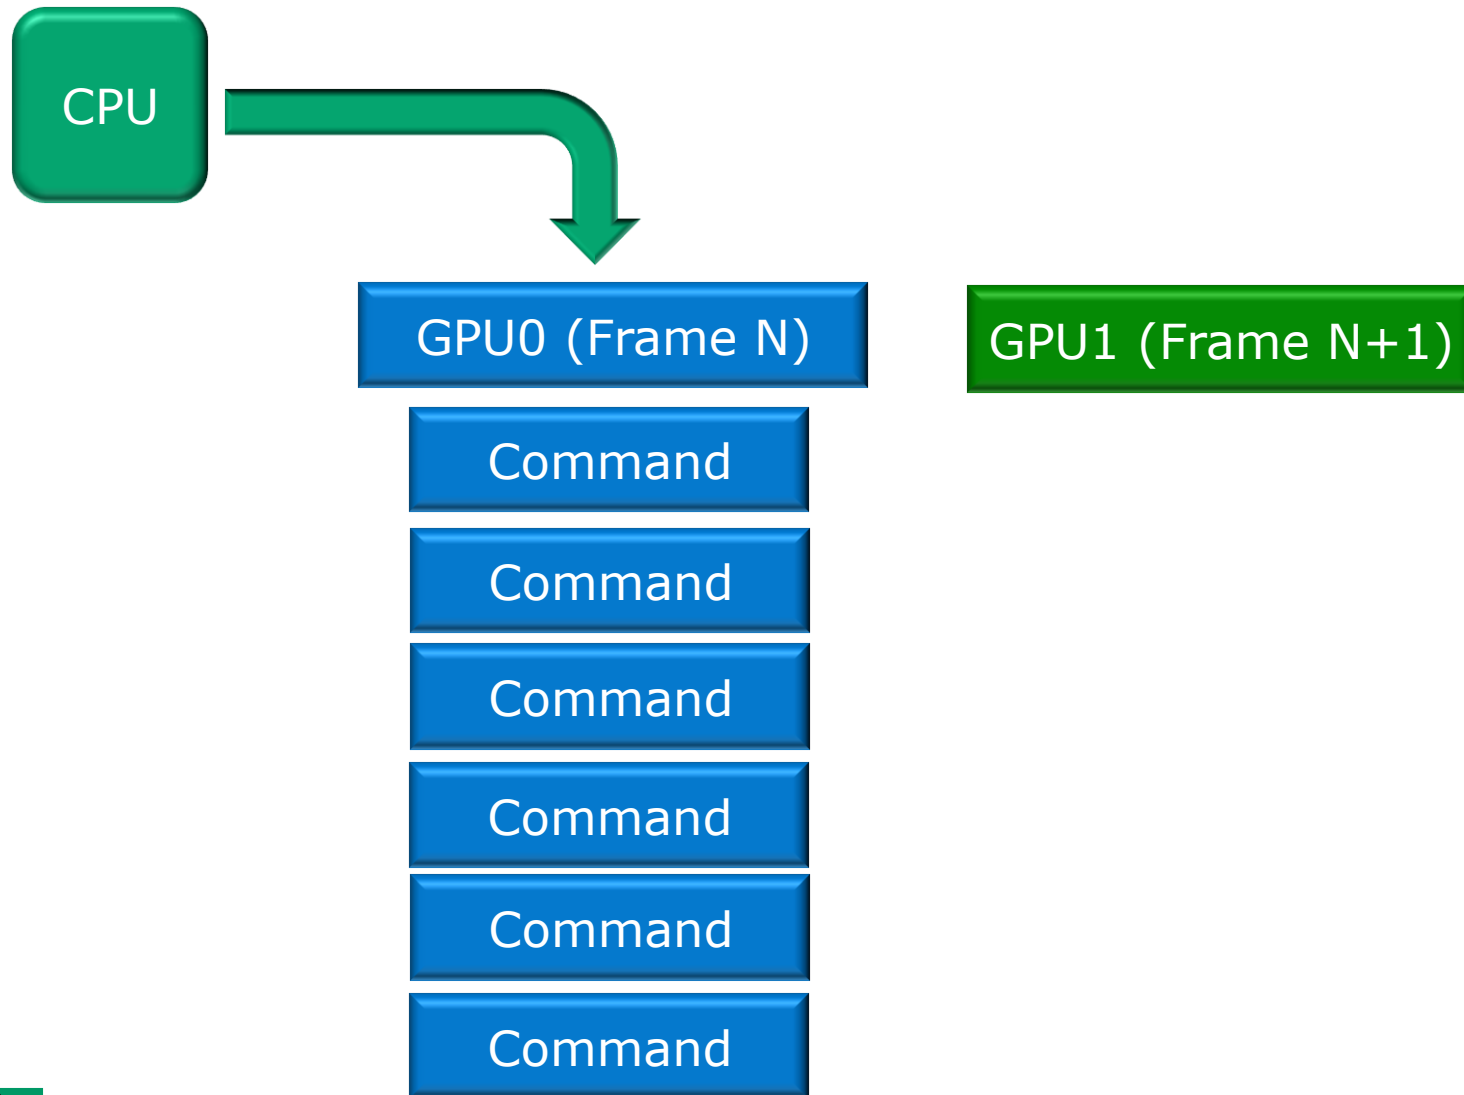 CPU
GPU0 (Frame N)
GPU1 (Frame N+1)
Command
Command
Command
Command
Command
Command